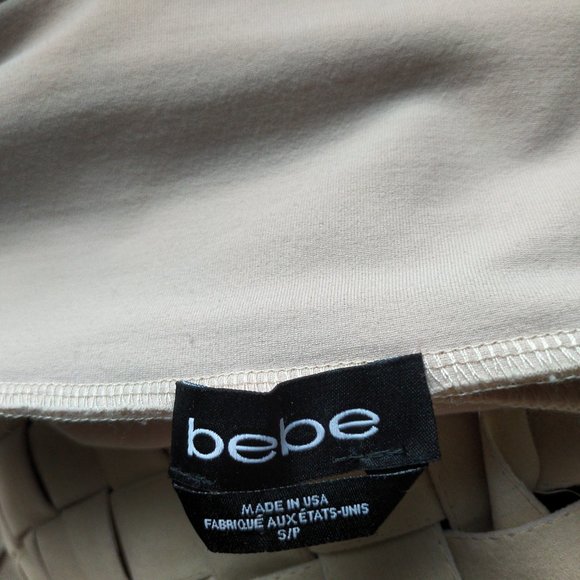 bebe
MADE IN USA
FABRIQUÉ AUX ÉTATS-UNIS
S/P